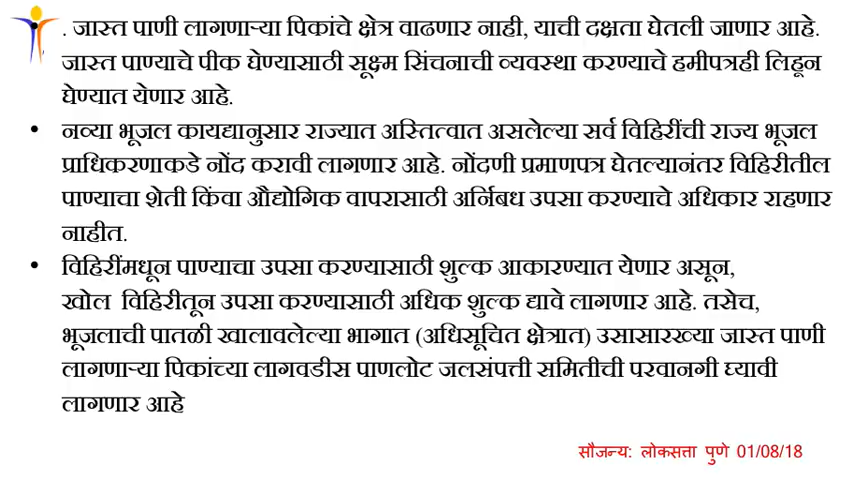 . जास्त पाणी लागणाऱ्या पिकांचे क्षेत्र वाढणार नाही, याची दक्षता घेतली जाणार आहे.
जास्त पाण्याचे पीक घेण्यासाठी सूक्ष्म सिंचनाची व्यवस्था करण्याचे हमीपत्रही लिहून
घेण्यात येणार आहे.
• नव्या भूजल कायद्यानुसार राज्यात अस्तित्वात असलेल्या सर्व विहिरींची राज्य भूजल
प्राधिकरणाकडे नोंद करावी लागणार आहे. नोंदणी प्रमाणपत्र घेतल्यानंतर विहिरीतील
पाण्याचा शेती किंवा औद्योगिक वापरासाठी अर्निबध उपसा करण्याचे अधिकार राहणार
नाहीत.
• विहिरींमधून पाण्याचा उपसा करण्यासाठी शुल्क आकारण्यात येणार असून,
खोल विहिरीतून उपसा करण्यासाठी अधिक शुल्क द्यावे लागणार आहे. तसेच,
भूजलाची पातळी खालावलेल्या भागात (अधिसूचित क्षेत्रात) उसासारख्या जास्त पाणी
लागणाऱ्या पिकांच्या लागवडीस पाणलोट जलसंपत्ती समितीची परवानगी घ्यावी
लागणार आहे
सौजन्य: लोकसत्ता पुणे 01/08/18